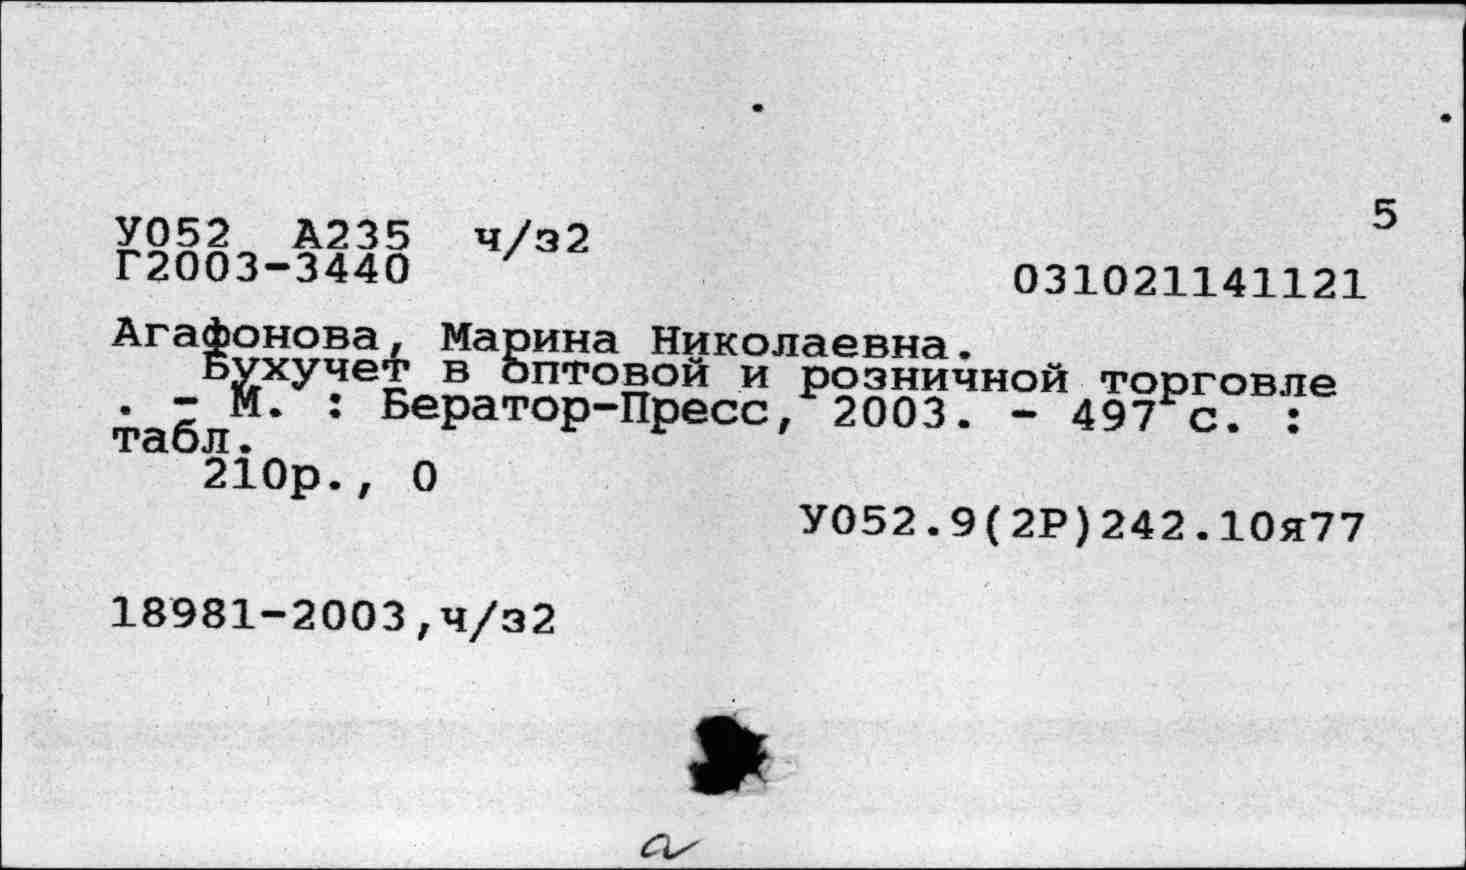 5
У052 А235 ч/з2
Г2003-3440
031021141121
Агафонова, Марина Николаевна.
Бухучет в оптовой и розничной торговле
. - М. : Бератор-Пресс, 2003. - 497 с. :
табл.
210р., 0
У052.9(2Р)242.10я77
18981-2003,ч/з2